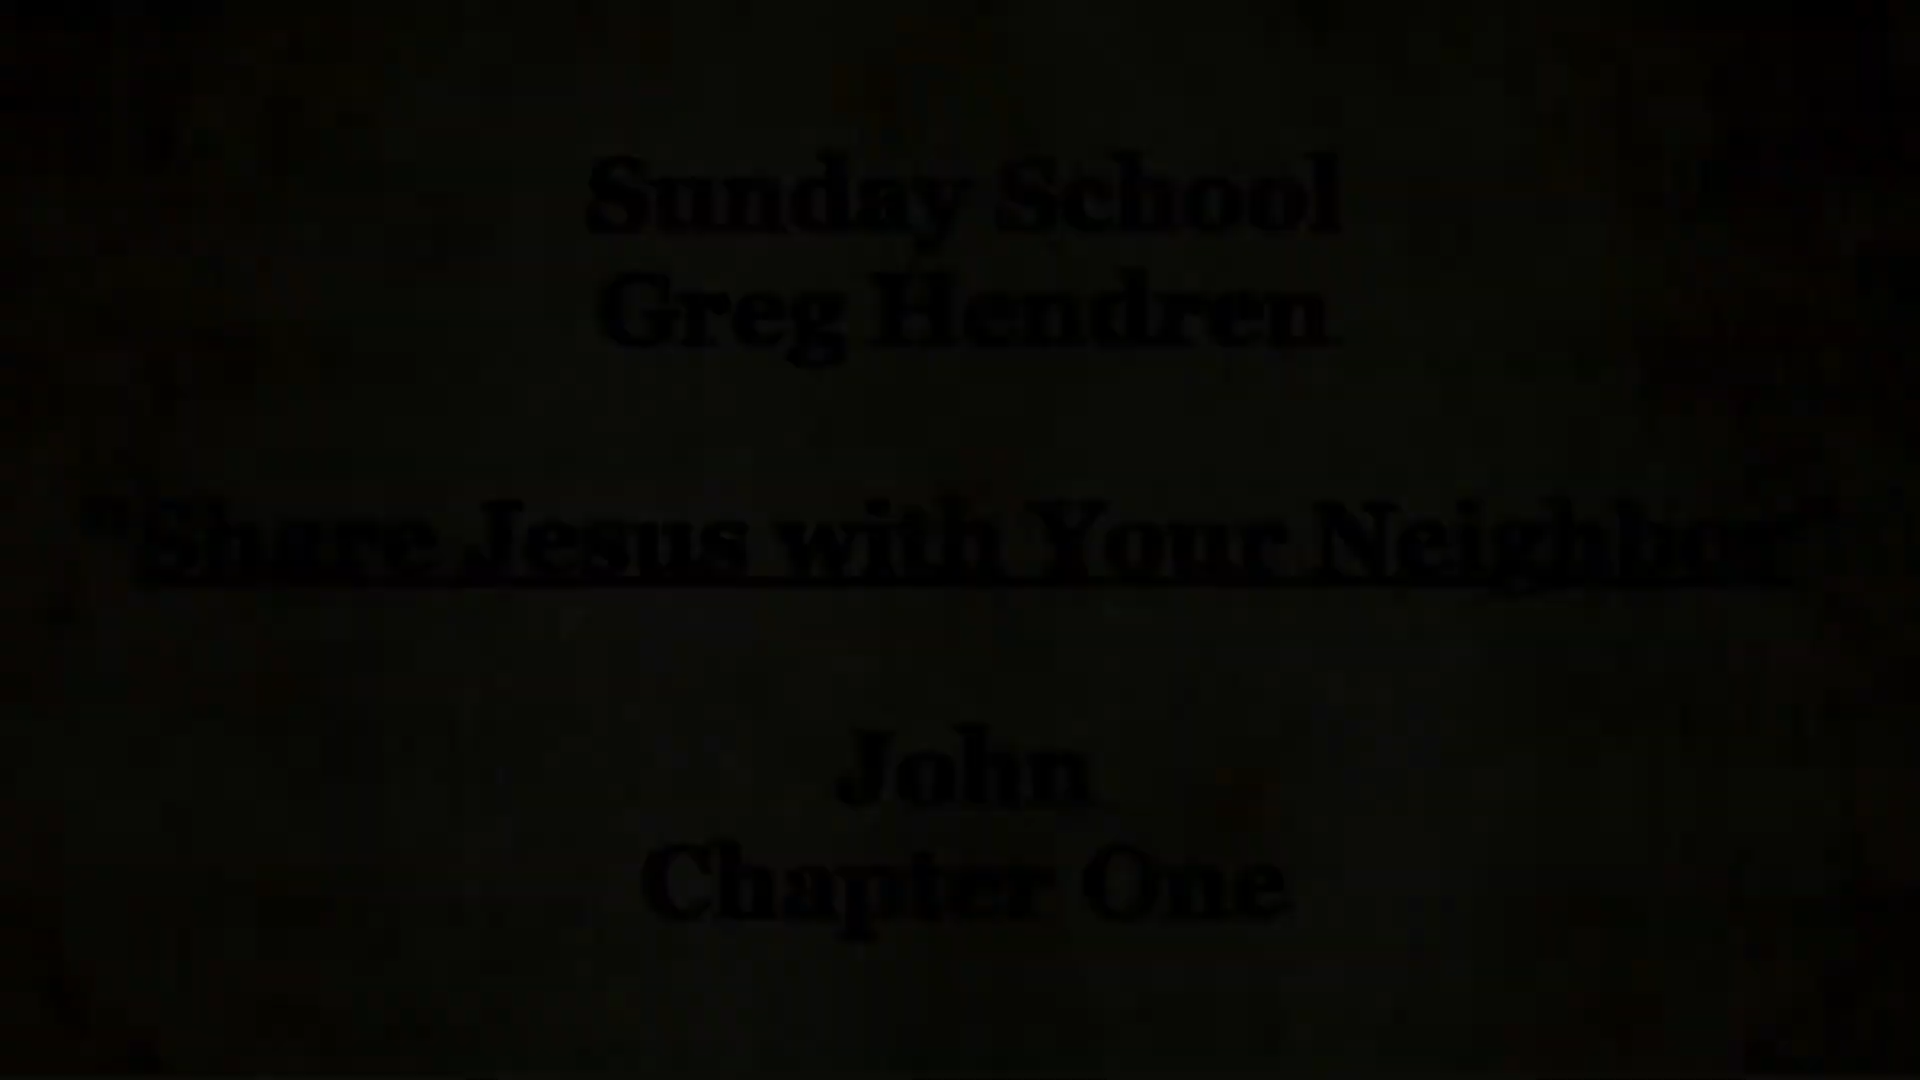 Sunday School
Greg Hendren
"Share Jesus with Your Neighbor"
John
Chapter One